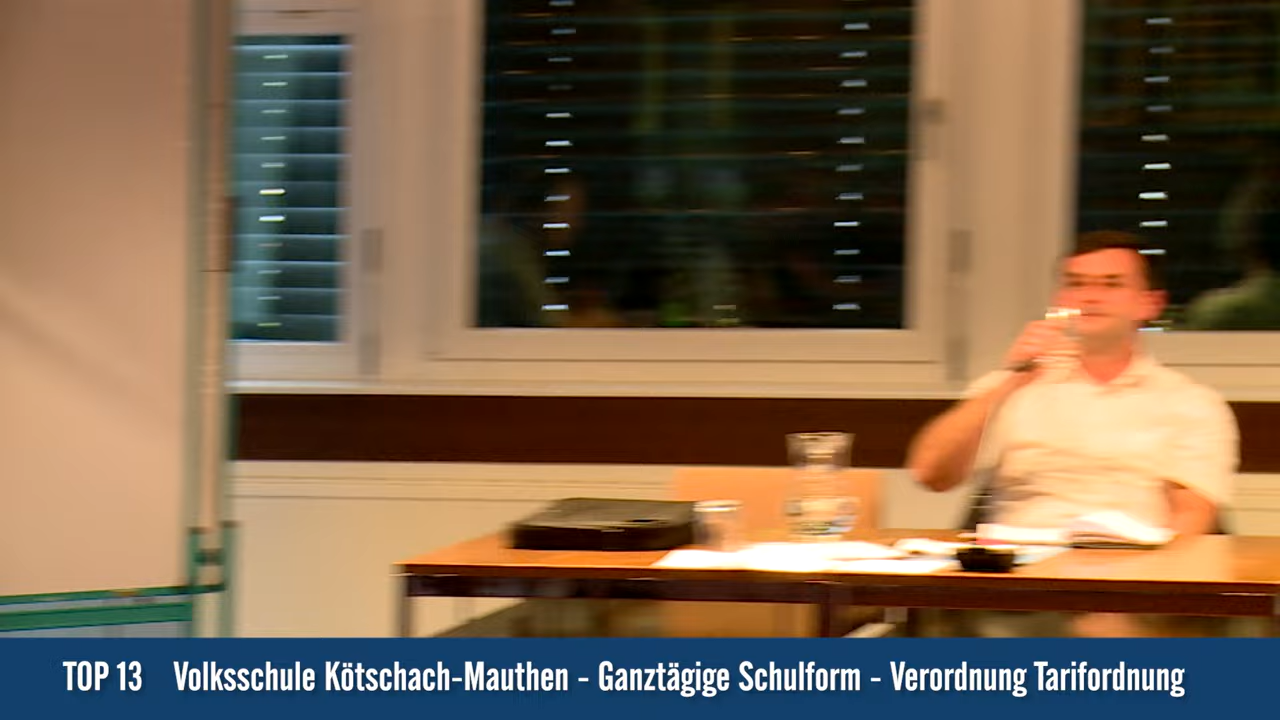 TOP 13 Volksschule Kötschach-Mauthen - Ganztägige Schulform - Verordnung Tarifordnung